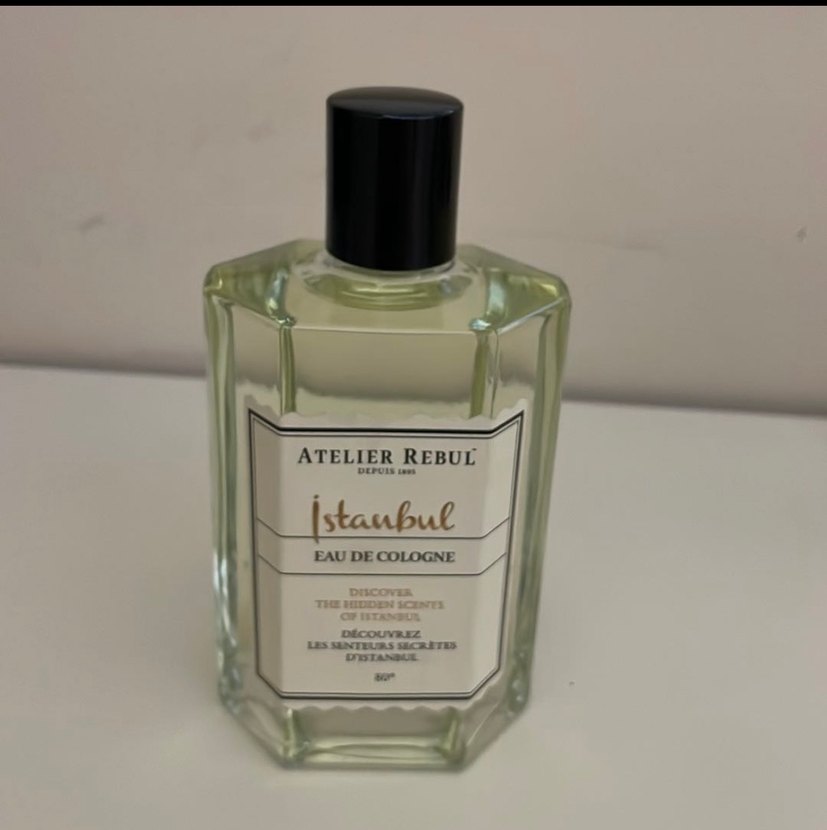 ATELIER REBUL
DEPUIS 1895
İstanbul
EAU DE COLOGNE
DISCOVER
THE HIDDEN SCENTS
OF ISTANBUL
DÉCOUVREZ
LES SENTEURS SECRÈTES
D'ISTANBUL
80°